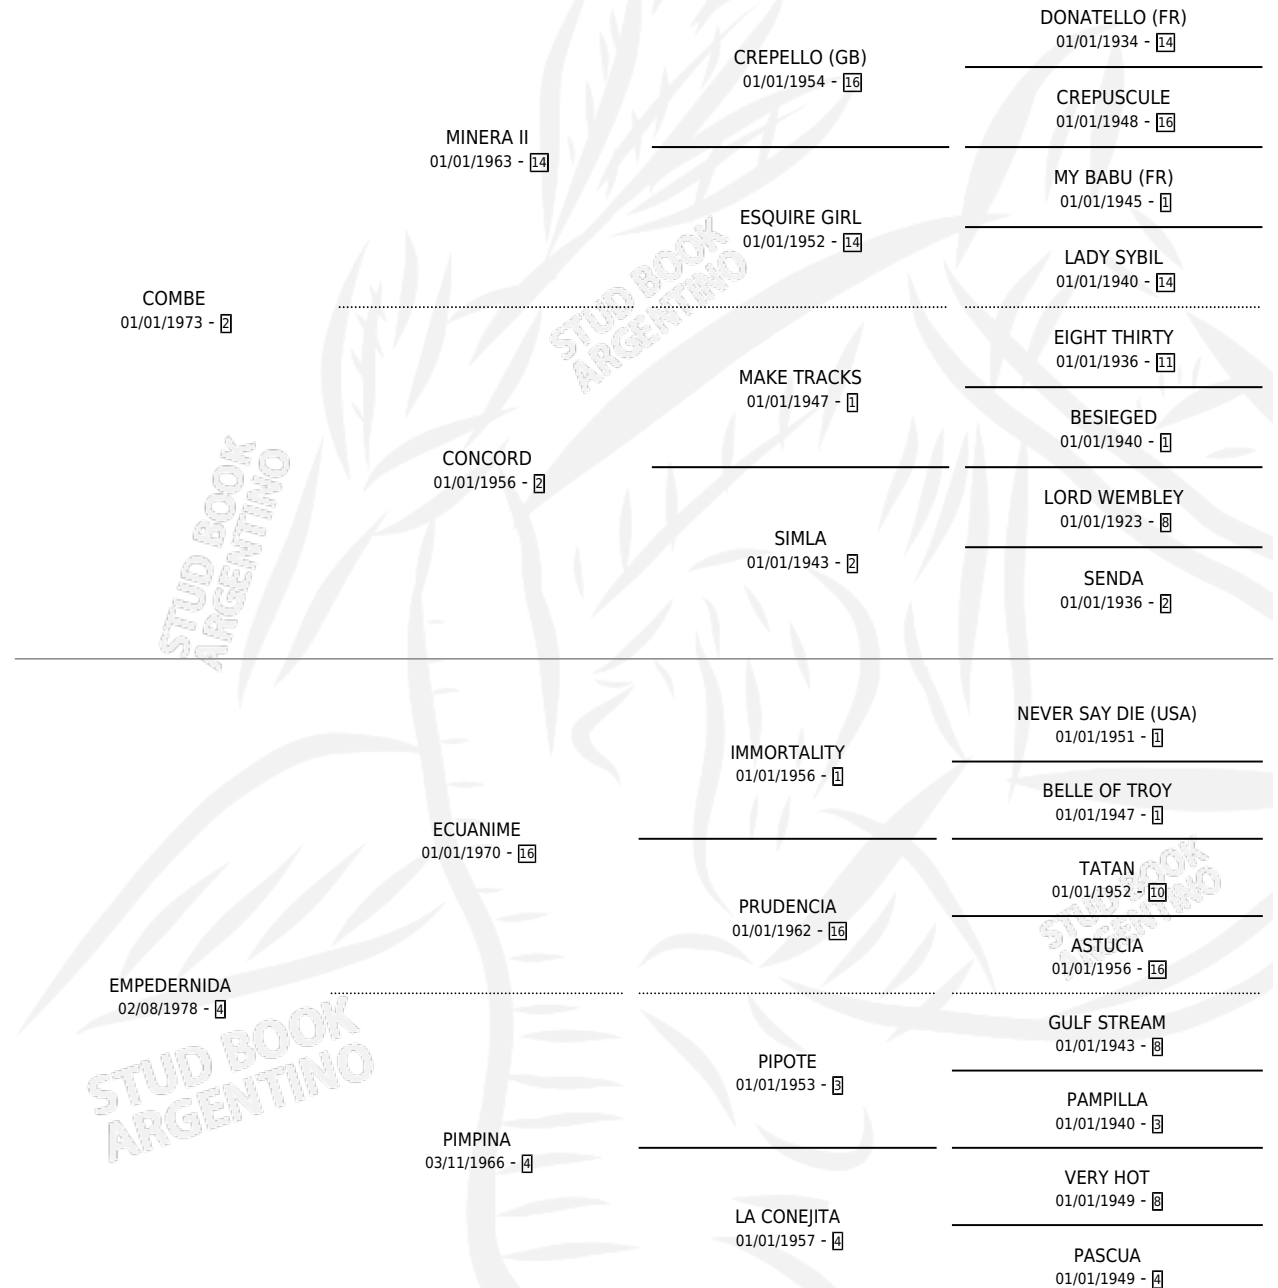 COMBE
01/01/1973 - 2
MINERA II
01/01/1963 - 14
CONCORD
01/01/1956 - 2
CREPELLO (GB)
01/01/1954 - 16
ESQUIRE GIRL
01/01/1952 - 14
MAKE TRACKS
01/01/1947 - 1
SIMLA
01/01/1943 - 2
DONATELLO (FR)
01/01/1934 - 14
CREPUSCULE
01/01/1948 - 16
MY BABU (FR)
01/01/1945 - 1
LADY SYBIL
01/01/1940 - 14
EIGHT THIRTY
01/01/1936 - 11
BESIEGED
01/01/1940 - 1
LORD WEMBLEY
01/01/1923 - 8
SENDA
01/01/1936 - 2
EMPEDERNIDA
02/08/1978 - 4
ECUANIME
01/01/1970 - 16
PIMPINA
03/11/1966 - 4
IMMORTALITY
01/01/1956 - 1
PRUDENCIA
01/01/1962 - 16
PIPOTE
01/01/1953 - 3
LA CONEJITA
01/01/1957 - 4
NEVER SAY DIE (USA)
01/01/1951 - 1
BELLE OF TROY
01/01/1947 - 1
TATAN
01/01/1952 - 10
ASTUCIA
01/01/1956 - 16
GULF STREAM
01/01/1943 - 8
PAMPILLA
01/01/1940 - 3
VERY HOT
01/01/1949 - 8
PASCUA
01/01/1949 - 4
STUD BOOK
ARGENTINO
STUD BOOK
ARGENTINO
STUD BOOK
ARGENTINO
STUD BOOK
ARGENTINO